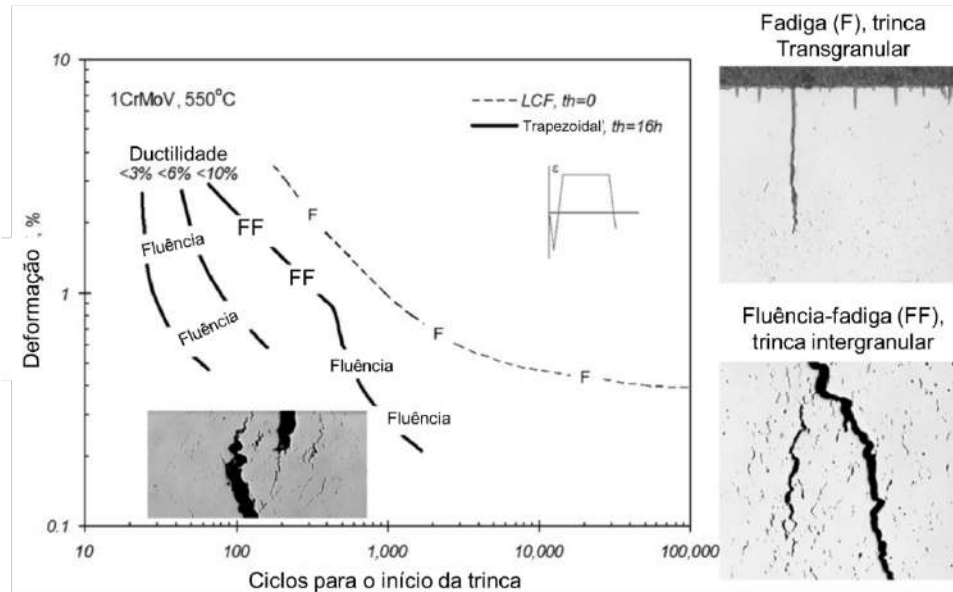 Fadiga (F), trinca
Transgranular
10
1CrMoV, 550°C
LCF, th=0
Trapezoidal', th=16h
Ductilidade
<3% <6% <10%
ε
FF
F
Fluência
Deformação , %
FF
1
F
Fluência
F
F
Fluência
Fluência
Fluência-fadiga (FF),
trinca intergranular
0.1
10
100
1,000
10,000
100,000
Ciclos para o início da trinca